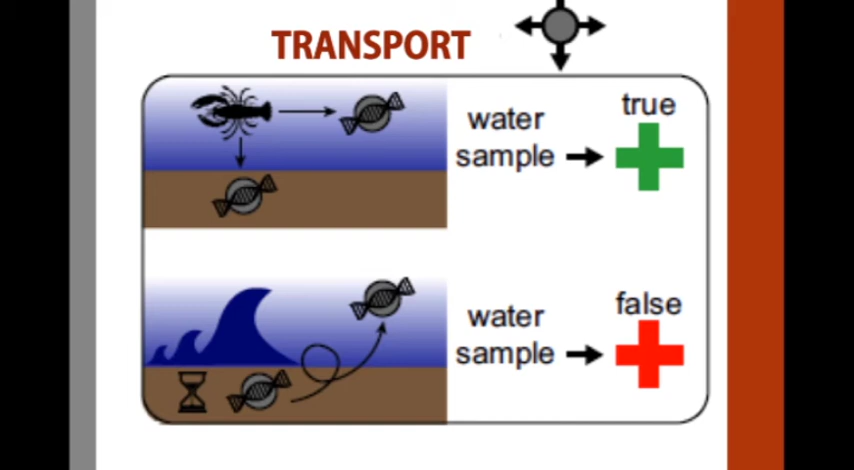 TRANSPORT
true
water
sample
false
water
sample